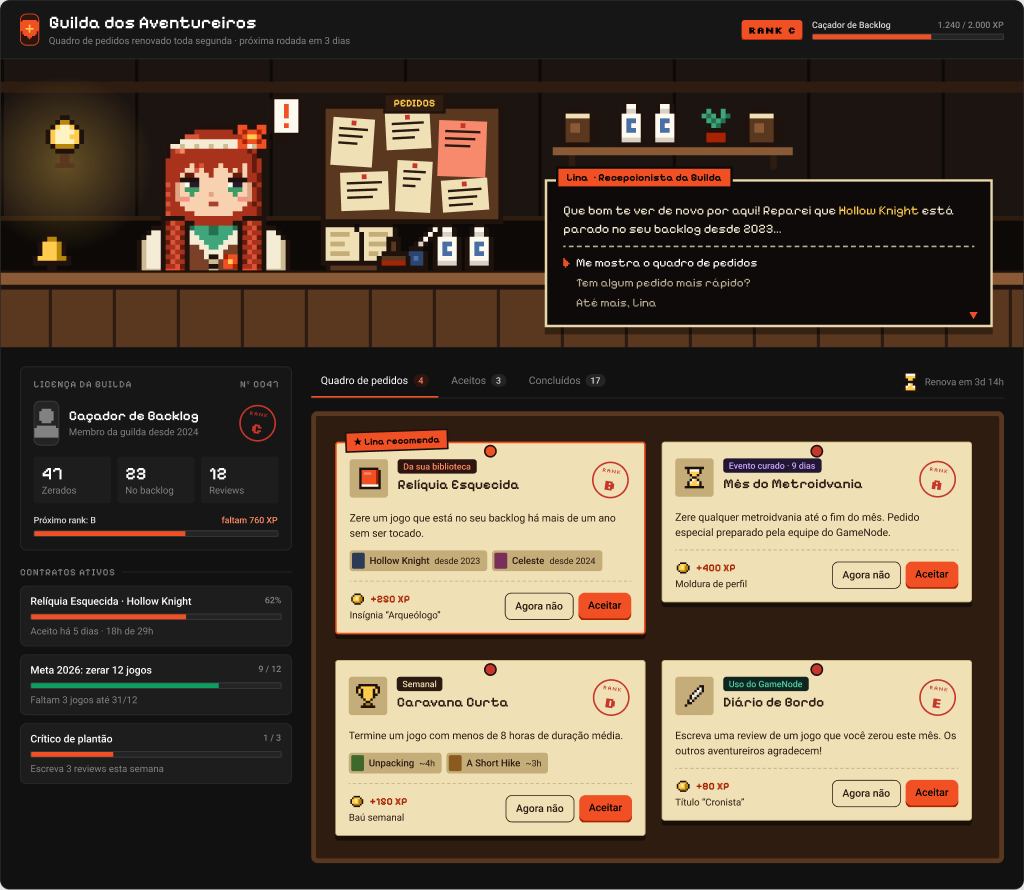 Guilda dos Aventureiros
Quadro de pedidos renovado toda segunda · próxima rodada em 3 dias
RANK C
Caçador de Backlog
1.240 / 2.000 XP
!
PEDIDOS
Lina · Recepcionista da Guilda
Que bom te ver de novo por aqui! Reparei que Hollow Knight está
parado no seu backlog desde 2023...
Me mostra o quadro de pedidos
Tem algum pedido mais rápido?
Até mais, Lina
LICENÇA DA GUILDA
Nº 0047
Caçador de Backlog
Membro da guilda desde 2024
RANK
C
47
Zerados
23
No backlog
12
Reviews
Próximo rank: B
faltam 760 XP
CONTRATOS ATIVOS
Relíquia Esquecida · Hollow Knight
62%
Aceito há 5 dias · 18h de 29h
Meta 2026: zerar 12 jogos
9 / 12
Faltam 3 jogos até 31/12
Crítico de plantão
1 / 3
Escreva 3 reviews esta semana
Quadro de pedidos 4
Aceitos 3
Concluídos 17
Renova em 3d 14h
★ Lina recomenda
Da sua biblioteca
Relíquia Esquecida
RANK
B
Zere um jogo que está no seu backlog há mais de um ano
sem ser tocado.
Hollow Knight desde 2023
Celeste desde 2024
+250 XP
Insígnia “Arqueólogo”
Agora não
Aceitar
Evento curado · 9 dias
Mês do Metroidvania
RANK
A
Zere qualquer metroidvania até o fim do mês. Pedido
especial preparado pela equipe do GameNode.
+400 XP
Moldura de perfil
Agora não
Aceitar
Semanal
Caravana Curta
RANK
D
Termine um jogo com menos de 8 horas de duração média.
Unpacking ~4h
A Short Hike ~3h
+150 XP
Baú semanal
Agora não
Aceitar
Uso do GameNode
Diário de Bordo
RANK
E
Escreva uma review de um jogo que você zerou este mês. Os
outros aventureiros agradecem!
+80 XP
Título “Cronista”
Agora não
Aceitar